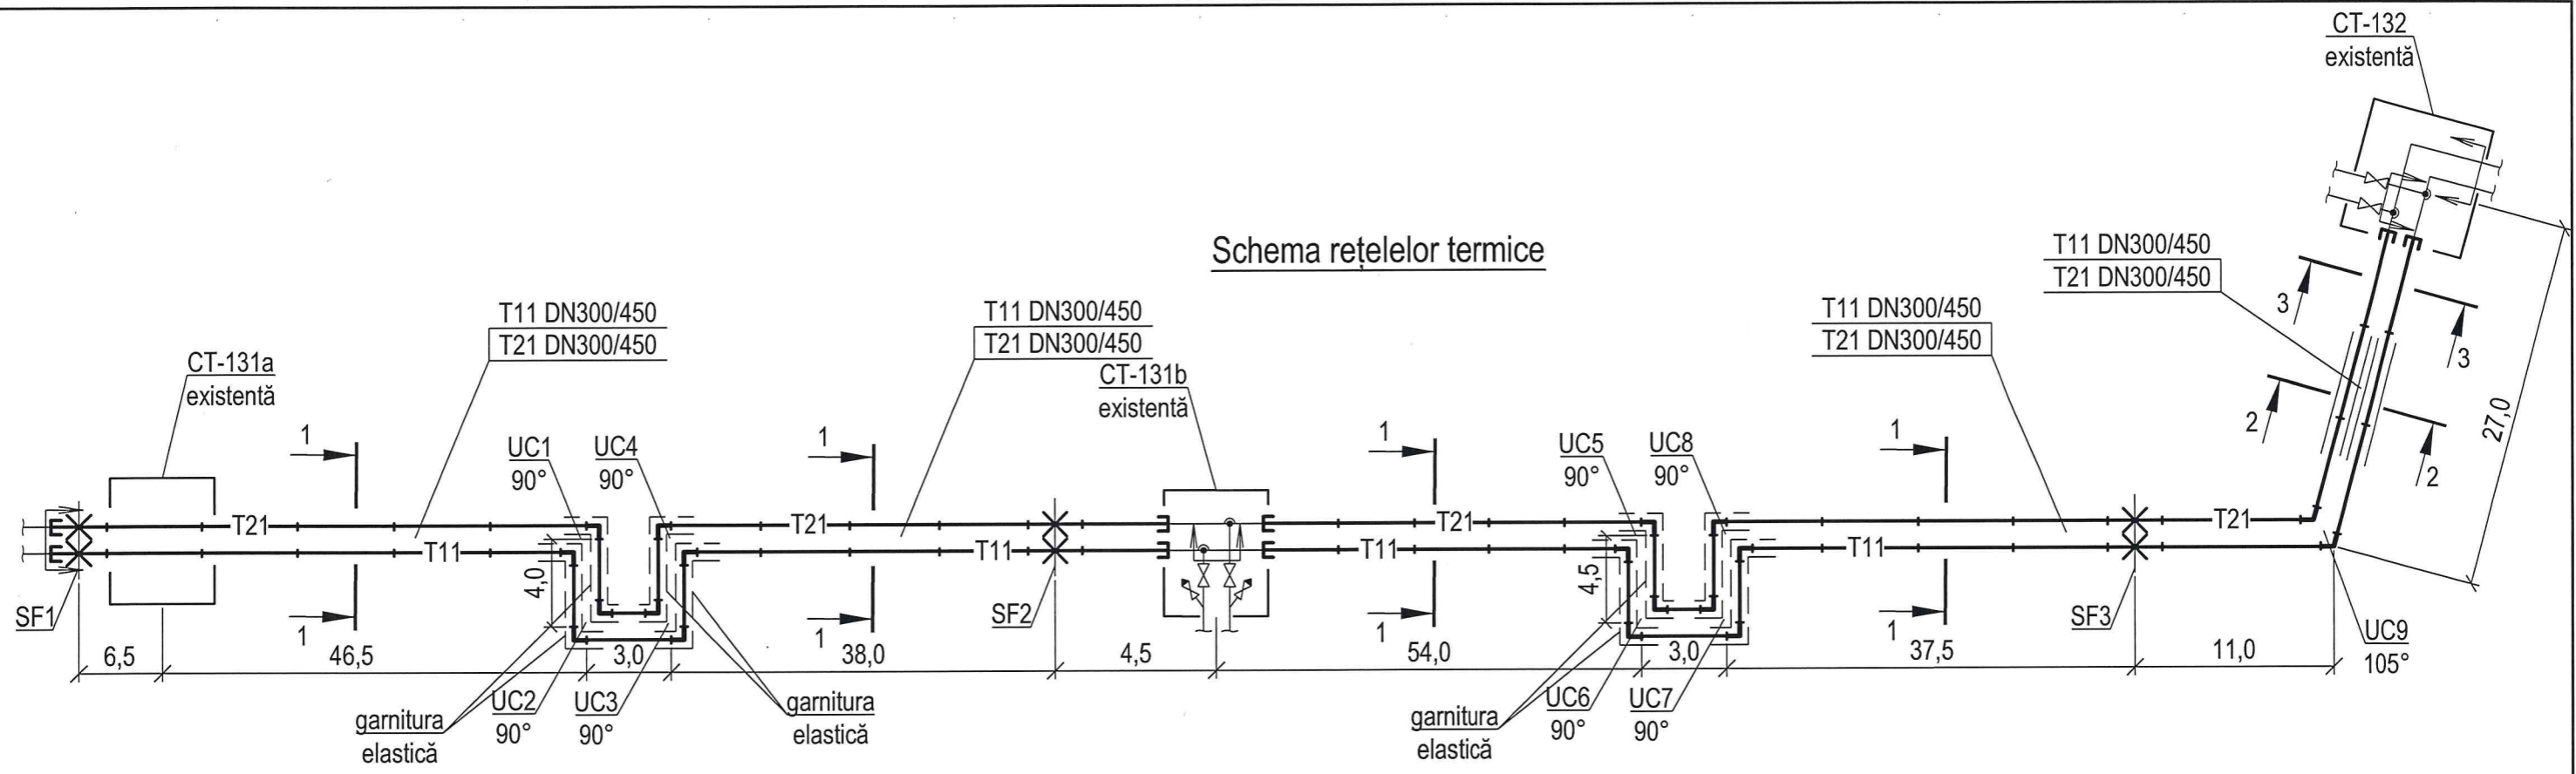 CT-132
existentă
Schema rețelelor termice
T11 DN300/450
T21 DN300/450
T11 DN300/450
T21 DN300/450
T11 DN300/450
T21 DN300/450
T11 DN300/450
T21 DN300/450
CT-131a
existentă
CT-131b
existentă
3
3
2
2
27,0
1
UC1
90°
UC4
90°
1
1
UC5
90°
UC8
90°
1
T21
T21
T21
T21
T11
T11
T11
T11
4,0
4,5
SF1
1
1
SF2
1
1
SF3
UC9
105°
6,5
46,5
3,0
38,0
4,5
54,0
3,0
37,5
11,0
UC2
90°
UC3
90°
UC6
90°
UC7
90°
garnitura
elastică
garnitura
elastică
garnitura
elastică